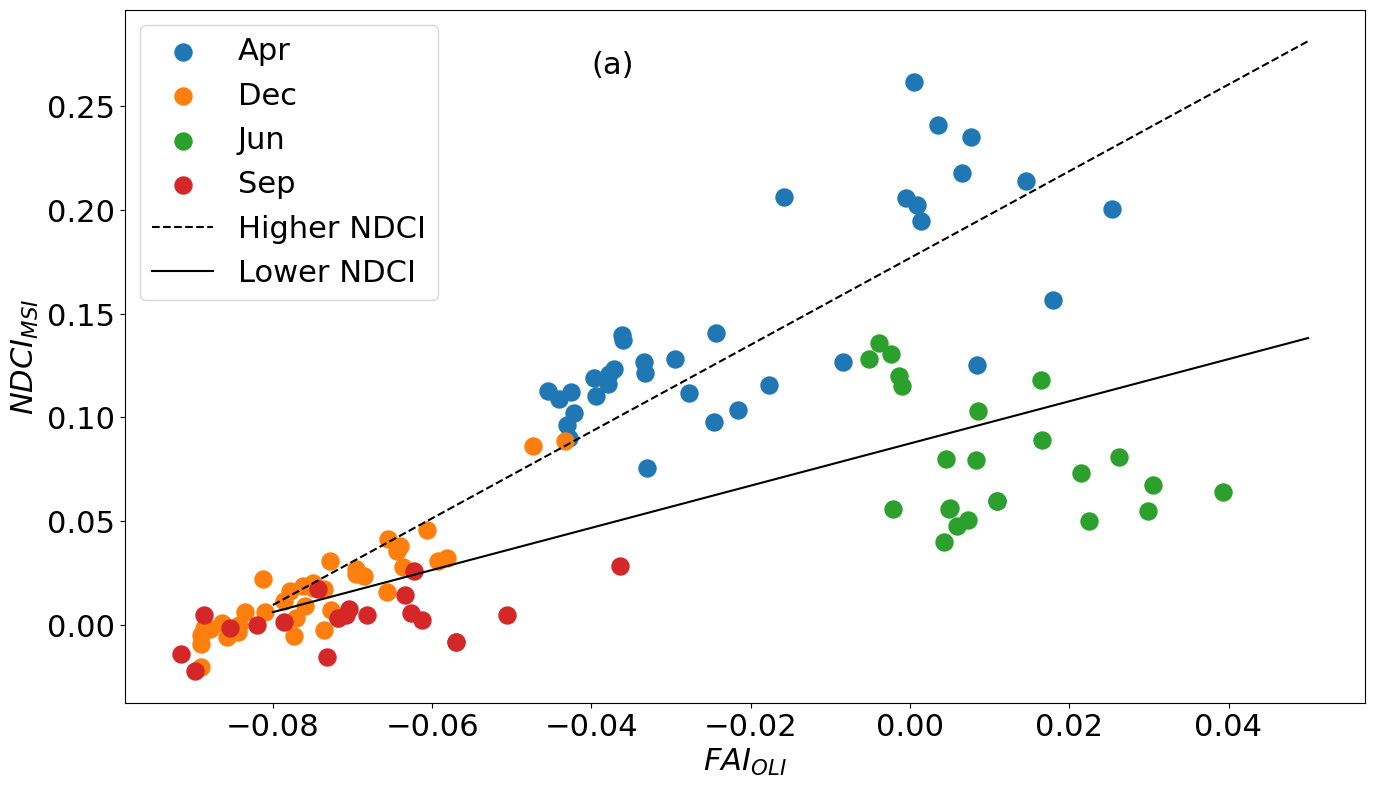 (a)
Apr
Dec
Jun
Sep
Higher NDCI
Lower NDCI
0.25
0.20
0.15
0.10
0.05
0.00
NDCI_MSI
−0.08 −0.06 −0.04 −0.02 0.00 0.02 0.04
FAI_OLI